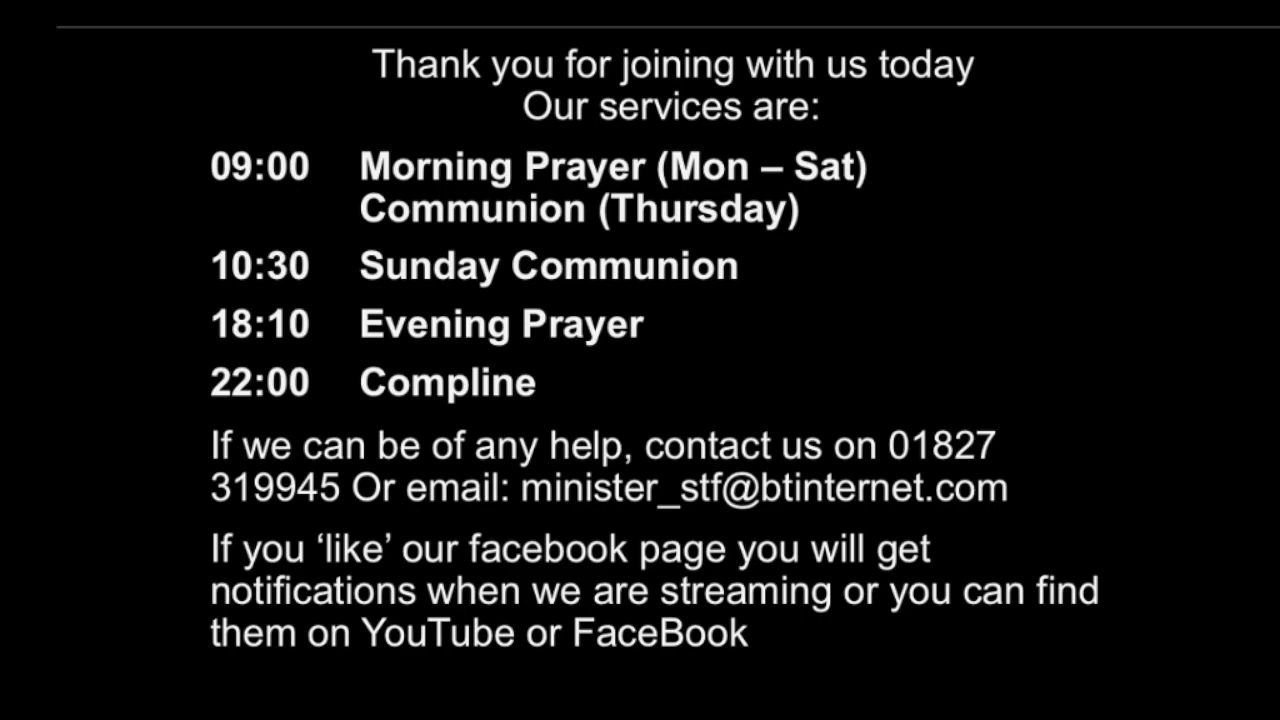 Thank you for joining with us today
Our services are:
09:00 Morning Prayer (Mon – Sat)
Communion (Thursday)
10:30 Sunday Communion
18:10 Evening Prayer
22:00 Compline
If we can be of any help, contact us on 01827
319945 Or email: minister_stf@btinternet.com
If you ‘like’ our facebook page you will get
notifications when we are streaming or you can find
them on YouTube or FaceBook